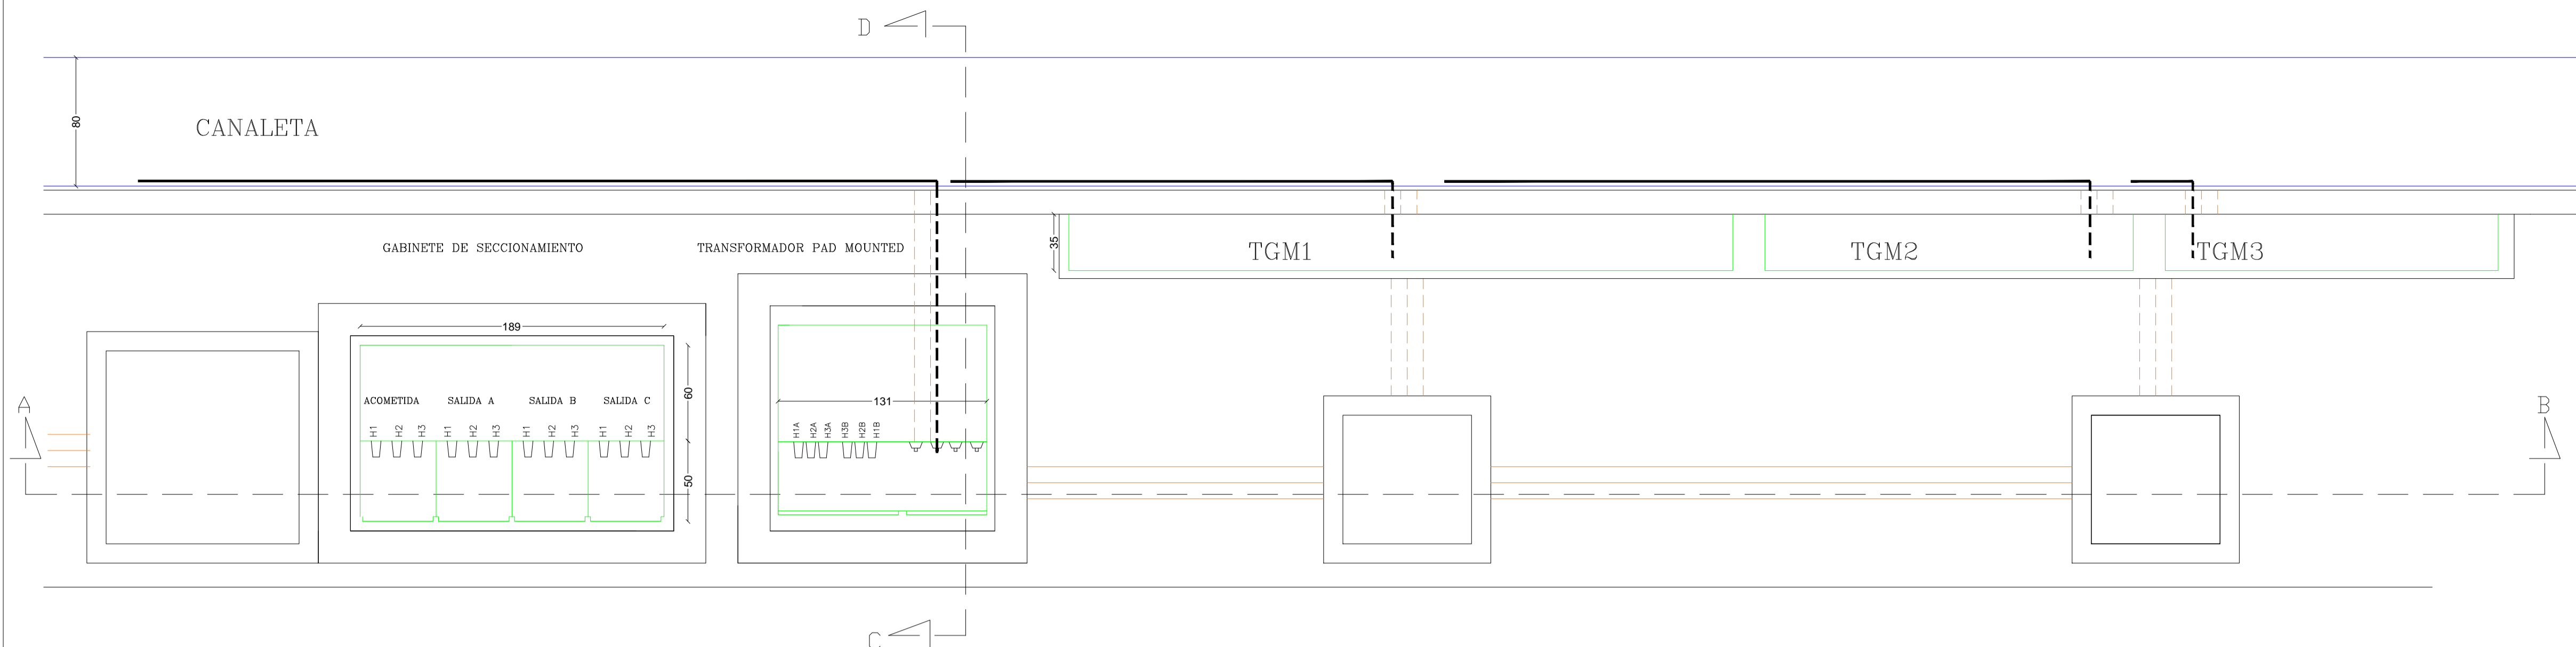 D
80
CANALETA
35
TGM1
TGM2
TGM3
GABINETE DE SECCIONAMIENTO
TRANSFORMADOR PAD MOUNTED
189
60
131
A
B
ACOMETIDA SALIDA A SALIDA B SALIDA C
H1 H2 H3 H1 H2 H3 H1 H2 H3 H1 H2 H3
H1A H2A H3A H3B H2B H1B
50
C